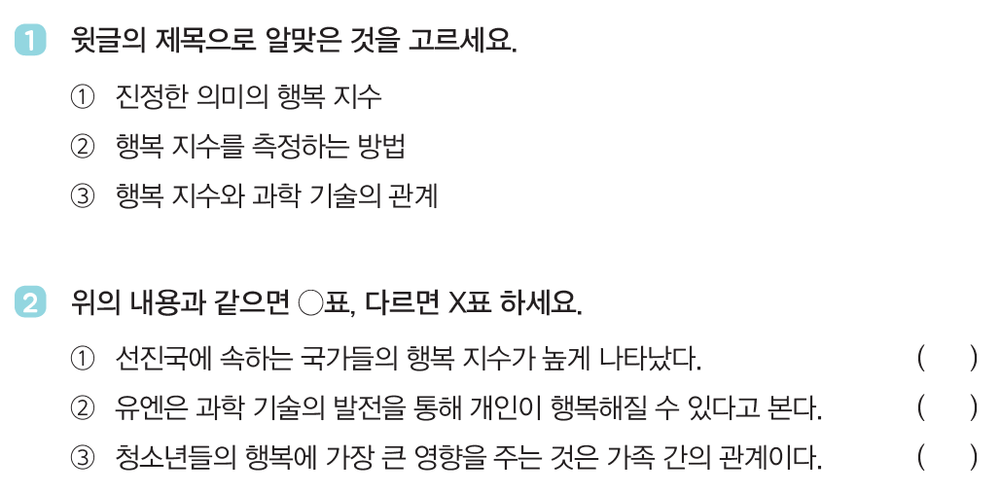 1 윗글의 제목으로 알맞은 것을 고르세요.
① 진정한 의미의 행복 지수
② 행복 지수를 측정하는 방법
③ 행복 지수와 과학 기술의 관계
2 위의 내용과 같으면 ◯표, 다르면 X표 하세요.
① 선진국에 속하는 국가들의 행복 지수가 높게 나타났다. ( )
② 유엔은 과학 기술의 발전을 통해 개인이 행복해질 수 있다고 본다. ( )
③ 청소년들의 행복에 가장 큰 영향을 주는 것은 가족 간의 관계이다. ( )